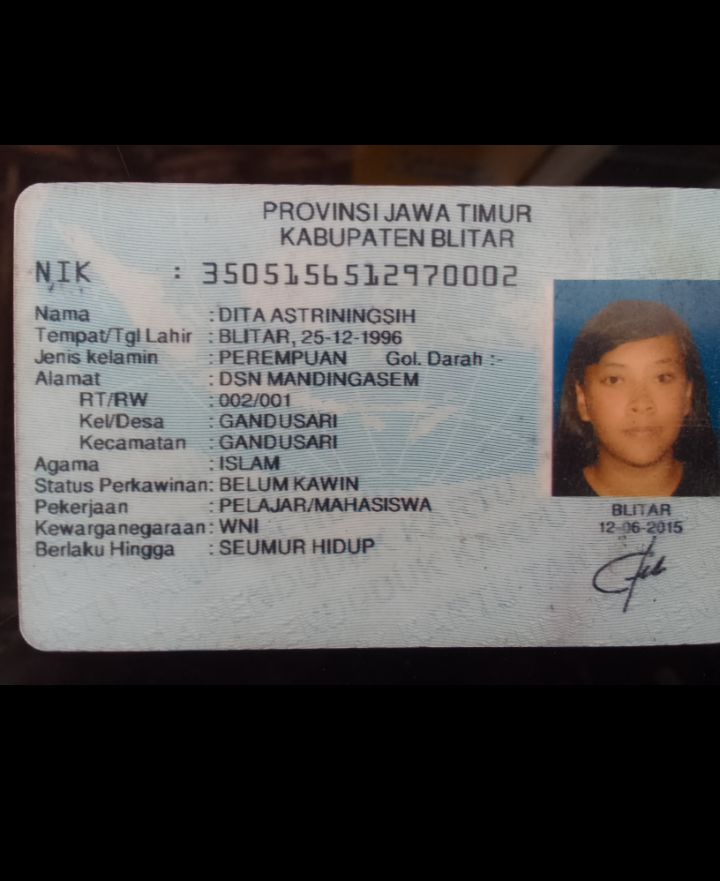 PROVINSI JAWA TIMUR
KABUPATEN BLITAR
NIK : 3505156512970002
Nama : DITA ASTRININGSIH
Tempat/Tgl Lahir : BLITAR, 25-12-1996
Jenis kelamin : PEREMPUAN Gol. Darah :-
Alamat : DSN MANDINGASEM
RT/RW : 002/001
Kel/Desa : GANDUSARI
Kecamatan : GANDUSARI
Agama : ISLAM
Status Perkawinan: BELUM KAWIN
Pekerjaan : PELAJAR/MAHASISWA
Kewarganegaraan: WNI
Berlaku Hingga : SEUMUR HIDUP
BLITAR
12-06-2015